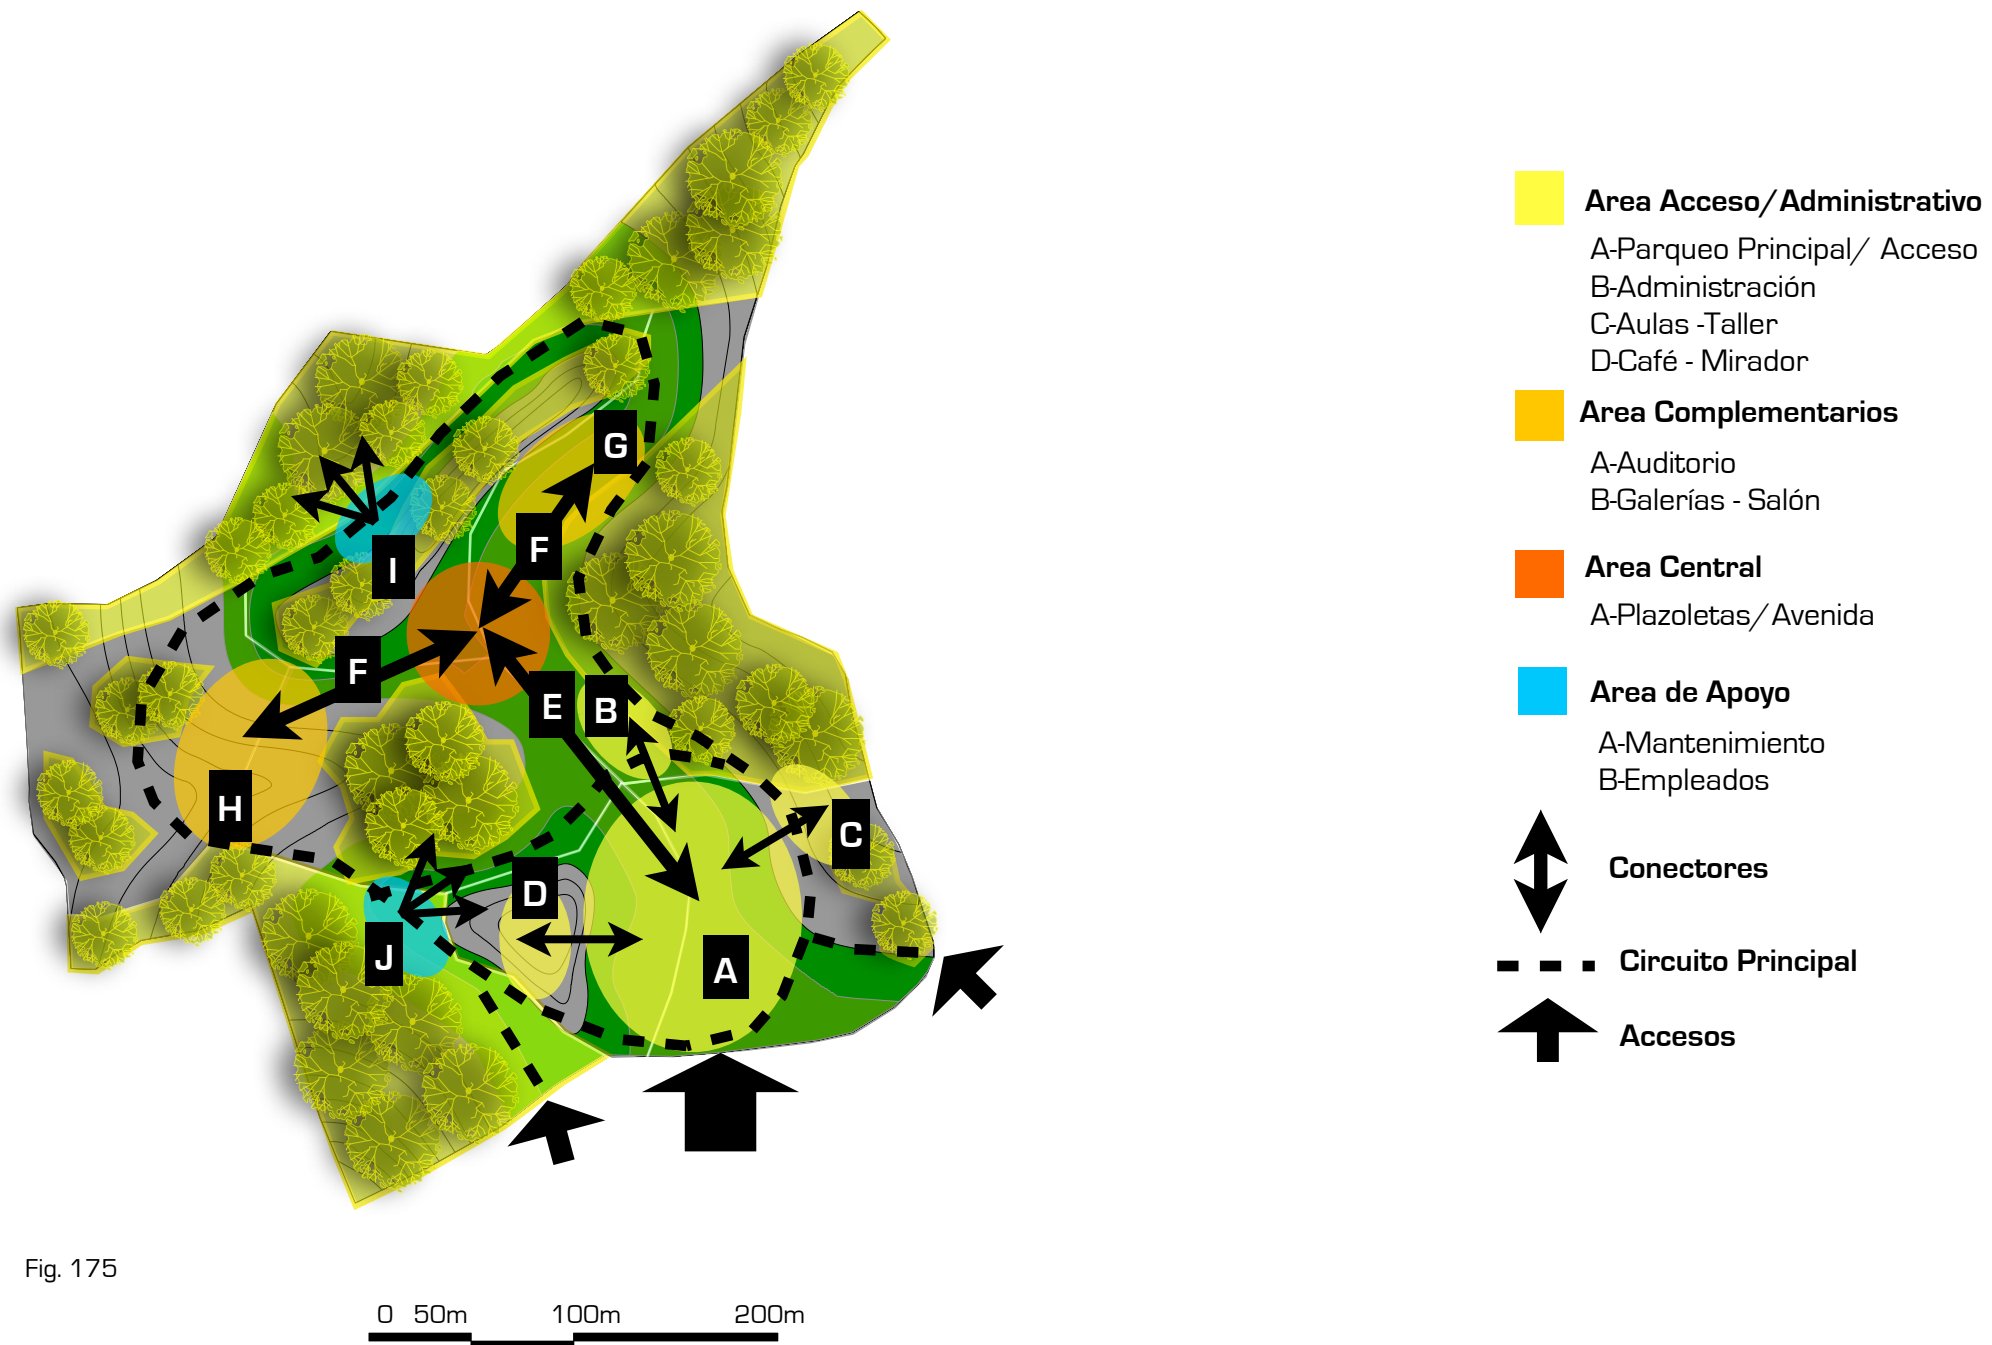 G
F
I
F
E
B
H
C
D
J
A
Area Acceso/Administrativo
A-Parqueo Principal/ Acceso
B-Administración
C-Aulas -Taller
D-Café - Mirador
Area Complementarios
A-Auditorio
B-Galerías - Salón
Area Central
A-Plazoletas/Avenida
Area de Apoyo
A-Mantenimiento
B-Empleados
Conectores
Circuito Principal
Accesos
Fig. 175
0 50m 100m 200m